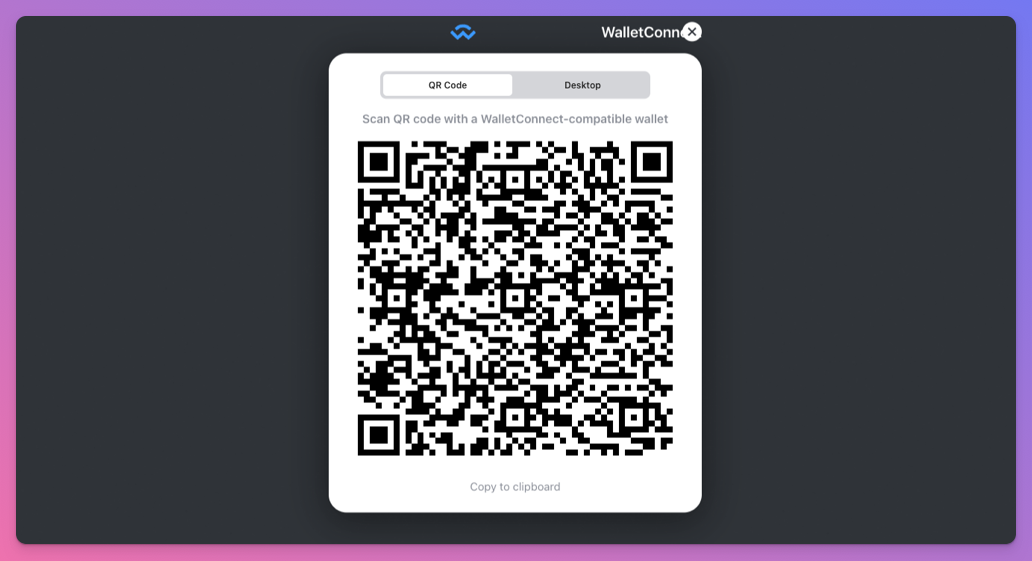 WalletConn
QR Code
Desktop
Scan QR code with a WalletConnect-compatible wallet
Copy to clipboard